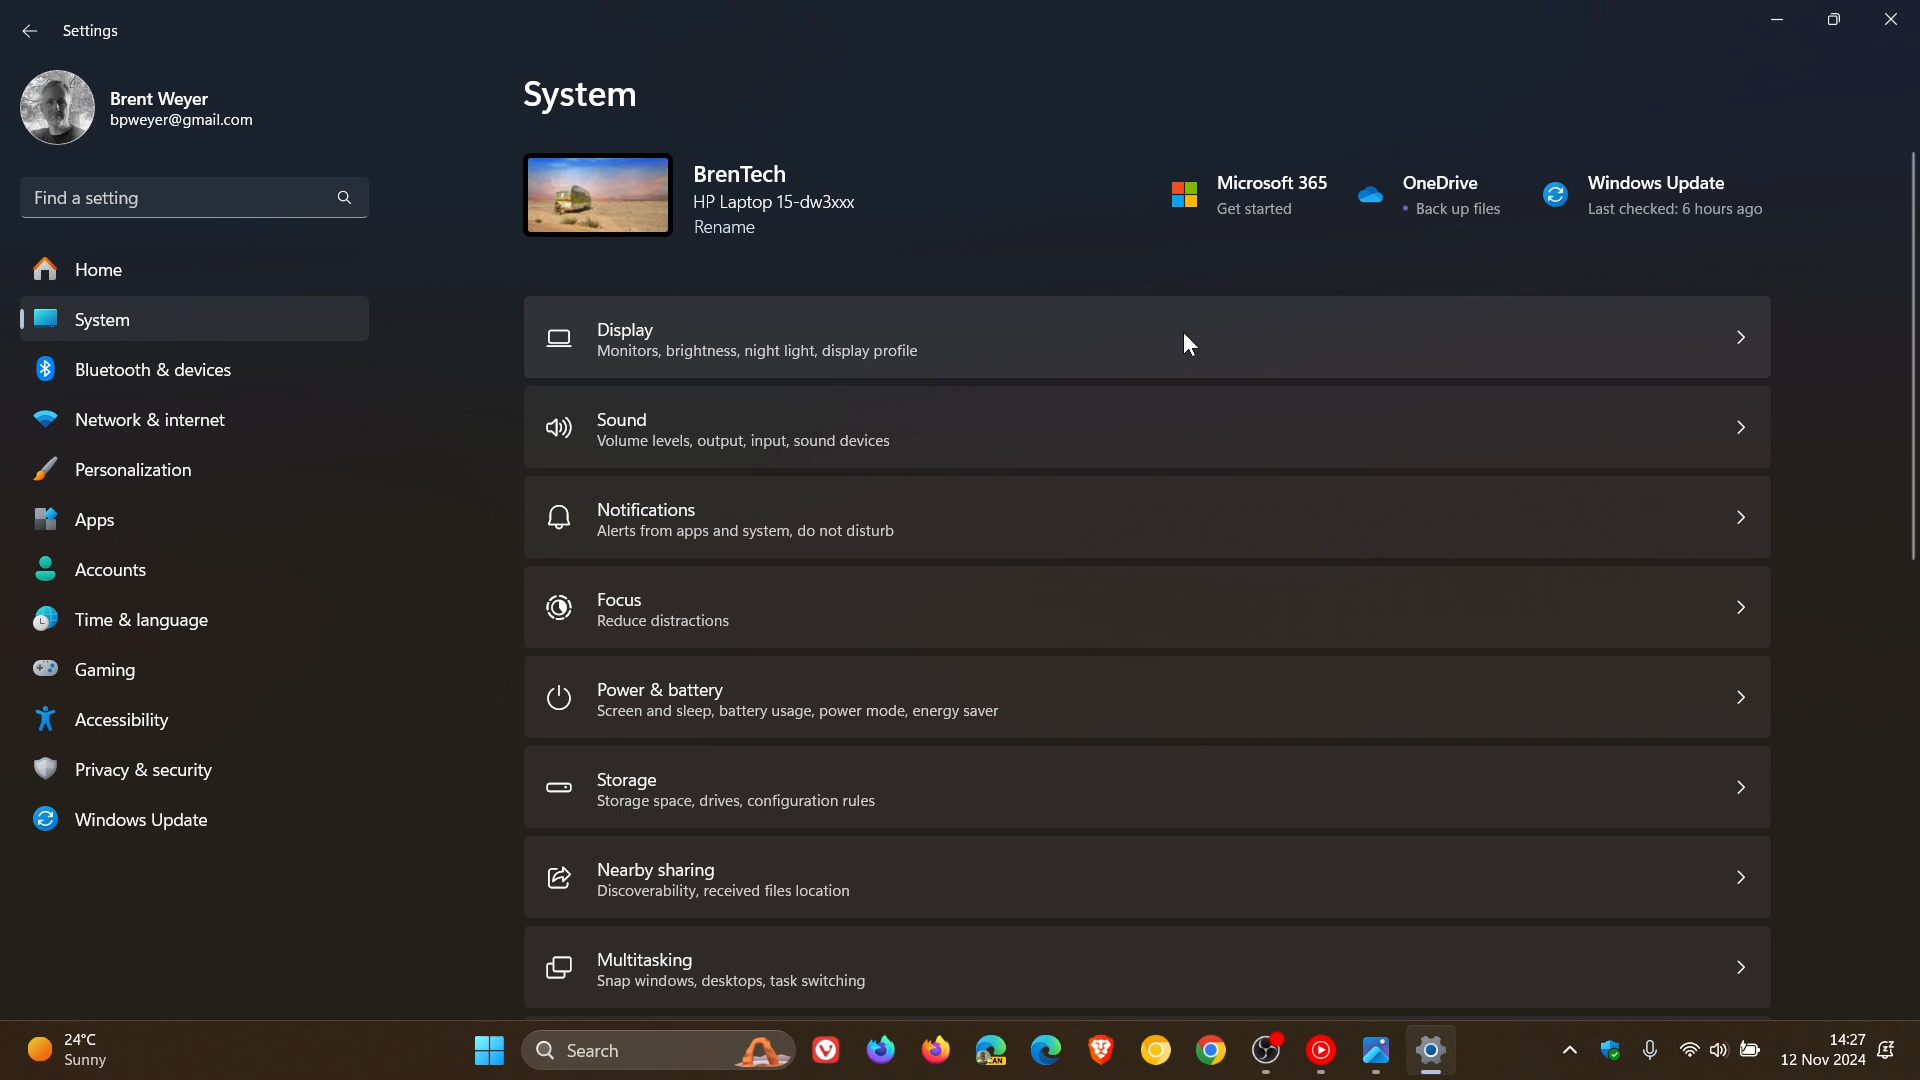 Settings
Brent Weyer
bpweyer@gmail.com
Find a setting
Home
System
Bluetooth & devices
Network & internet
Personalization
Apps
Accounts
Time & language
Gaming
Accessibility
Privacy & security
Windows Update
System
BrenTech
HP Laptop 15-dw3xxx
Rename
Microsoft 365
Get started
OneDrive
• Back up files
Windows Update
Last checked: 6 hours ago
Display
Monitors, brightness, night light, display profile
Sound
Volume levels, output, input, sound devices
Notifications
Alerts from apps and system, do not disturb
Focus
Reduce distractions
Power & battery
Screen and sleep, battery usage, power mode, energy saver
Storage
Storage space, drives, configuration rules
Nearby sharing
Discoverability, received files location
Multitasking
Snap windows, desktops, task switching
24°C
Sunny
Search
CAN
14:27
12 Nov 2024